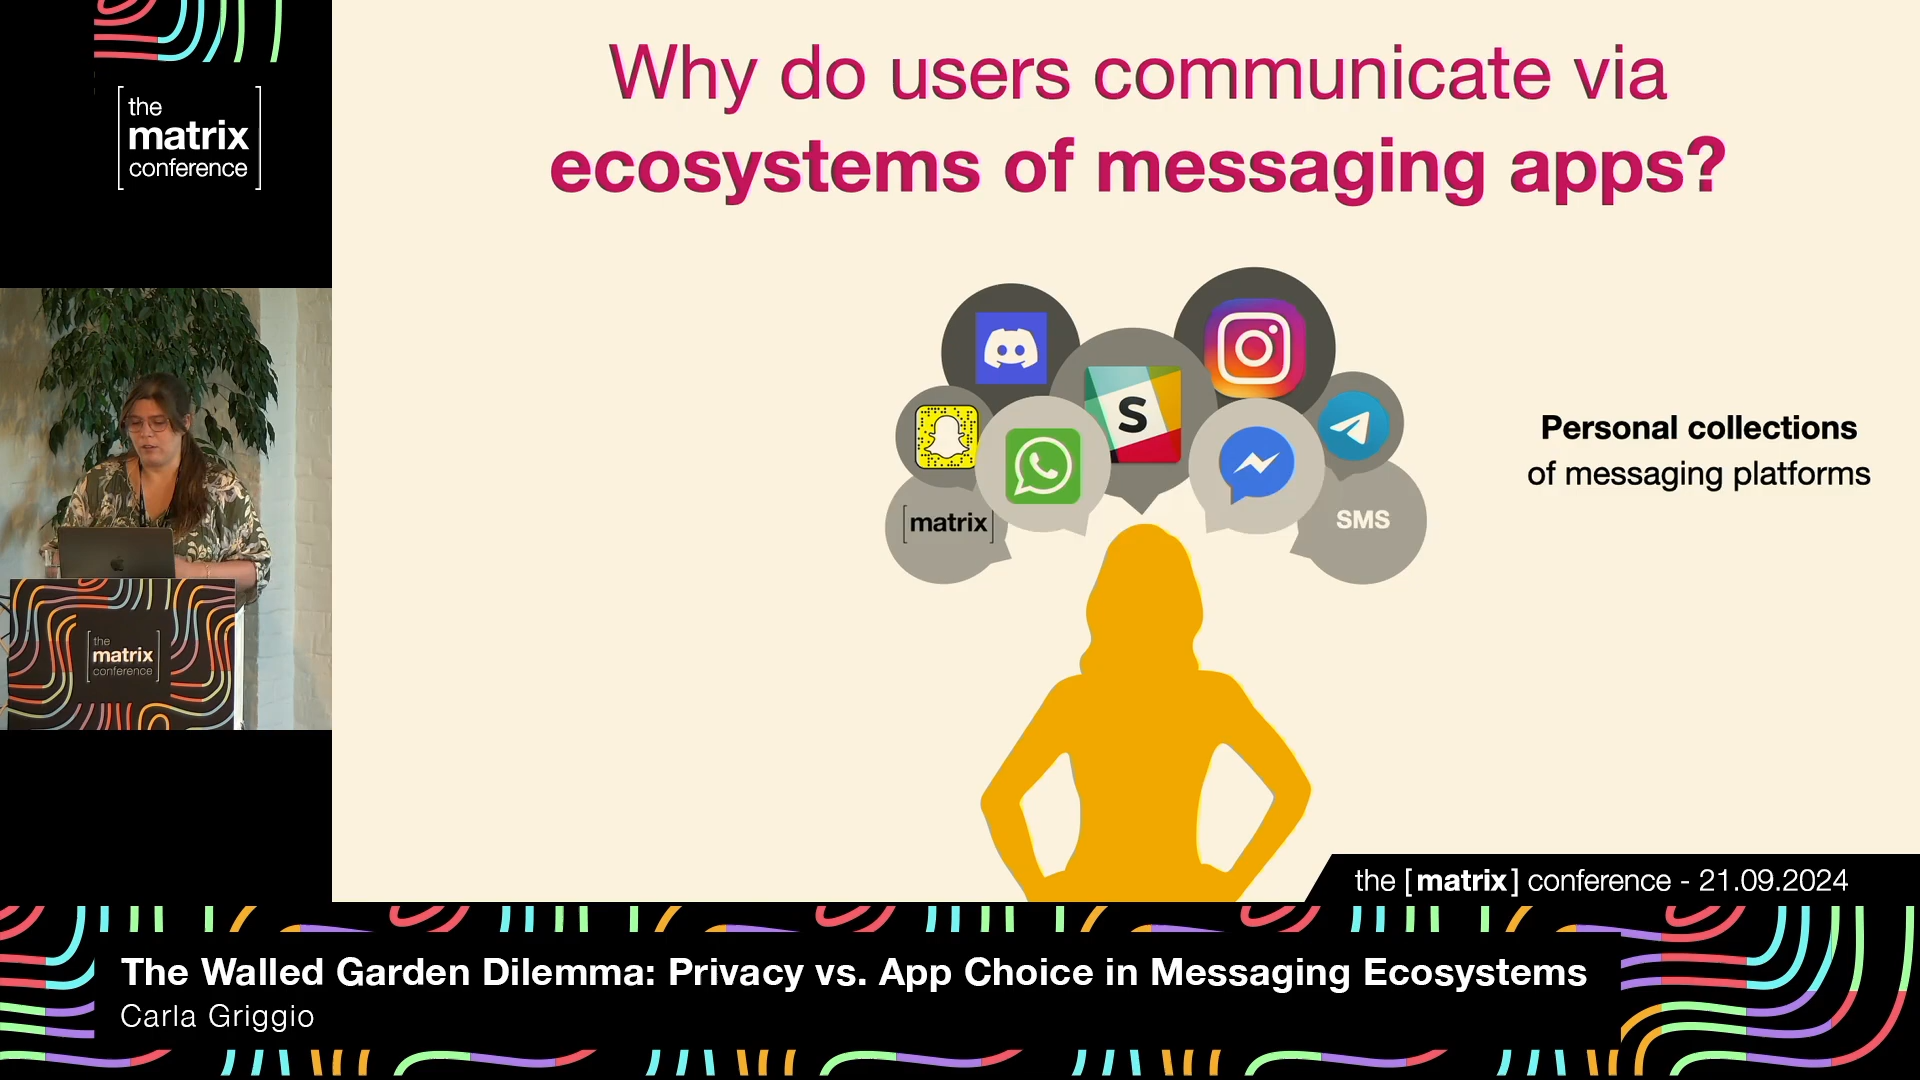 the
matrix
conference
Why do users communicate via
ecosystems of messaging apps?
S
[matrix]
SMS
Personal collections
of messaging platforms
the
matrix
conference
the [matrix] conference - 21.09.2024
The Walled Garden Dilemma: Privacy vs. App Choice in Messaging Ecosystems
Carla Griggio